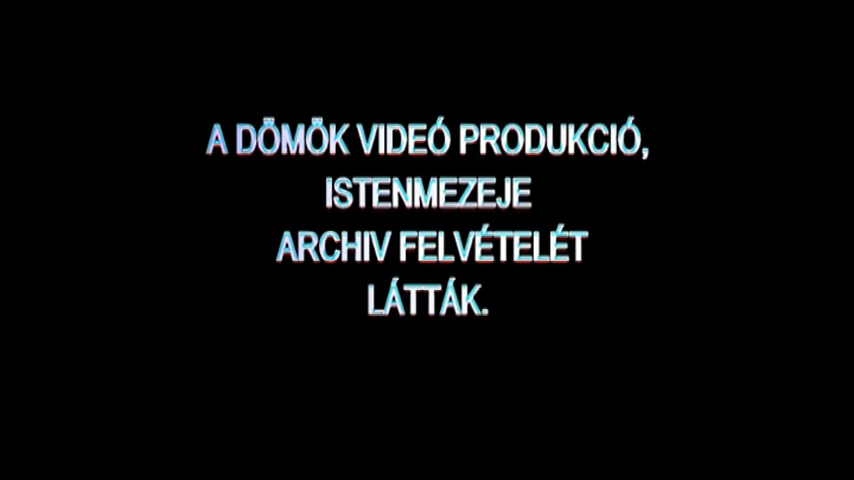 A DÖMÖK VIDEÓ PRODUKCIÓ,
ISTENMEZEJE
ARCHIV FELVÉTELÉT
LÁTTÁK.